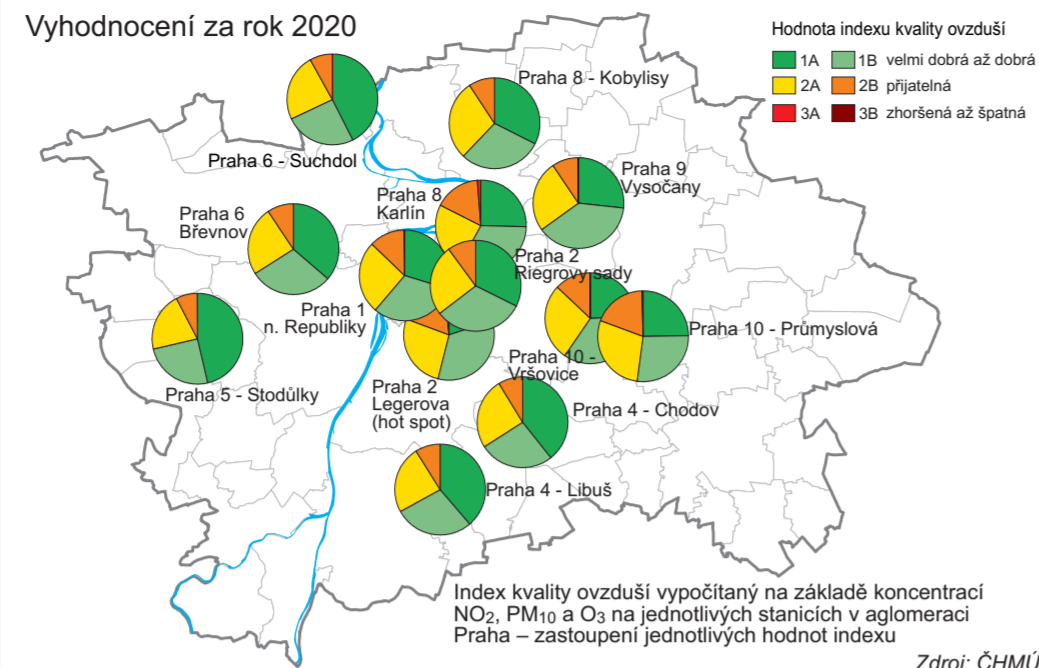 Vyhodnocení za rok 2020
Hodnota indexu kvality ovzduší
1A 1B velmi dobrá až dobrá
2A 2B přijatelná
3A 3B zhoršená až špatná
Praha 8 - Kobylisy
Praha 6 - Suchdol
Praha 9
Vysočany
Praha 8
Karlín
Praha 6
Břevnov
Praha 2
Riegrovy sady
Praha 1
n. Republiky
Praha 10 - Průmyslová
Praha 10 -
Vršovice
Praha 5 - Stodůlky
Praha 2
Legerova
(hot spot)
Praha 4 - Chodov
Praha 4 - Libuš
Index kvality ovzduší vypočítaný na základě koncentrací
NO₂, PM₁₀ a O₃ na jednotlivých stanicích v aglomeraci
Praha – zastoupení jednotlivých hodnot indexu
Zdroj: ČHMÚ